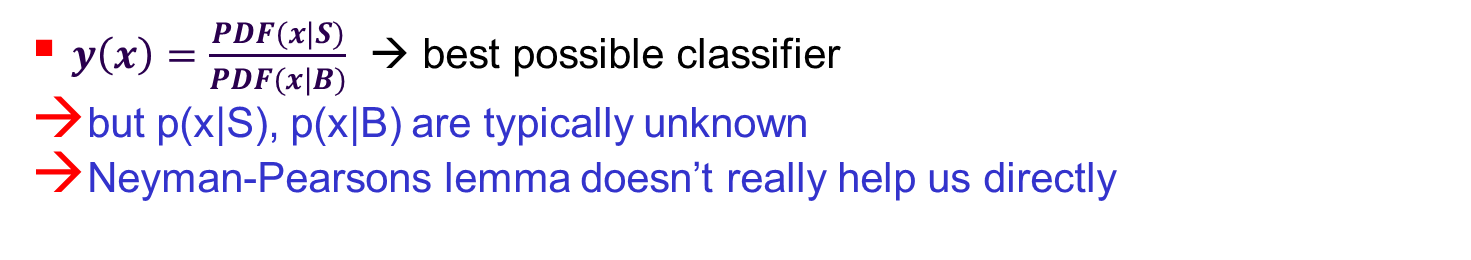 ▪ y(x) = PDF(x|S) / PDF(x|B) → best possible classifier
→ but p(x|S), p(x|B) are typically unknown
→ Neyman-Pearsons lemma doesn’t really help us directly